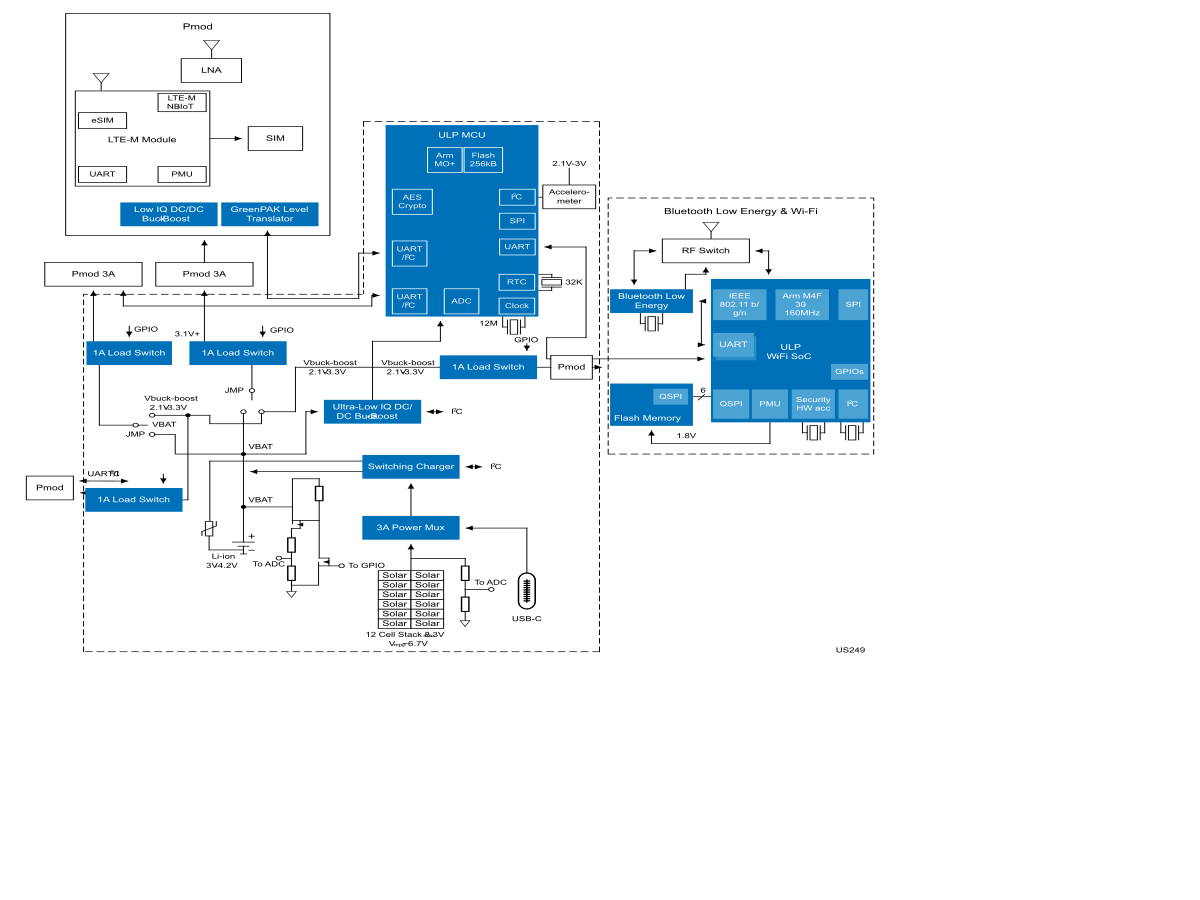 Pmod
LNA
LTE-M
NBIoT
eSIM
LTE-M Module
SIM
UART
PMU
Low IQ DC/DC
Buck-Boost
GreenPAK Level
Translator
Pmod 3A
Pmod 3A
ULP MCU
Arm
MO+
Flash
256kB
AES
Crypto
I²C
SPI
UART
/I²C
UART
RTC
UART
/I²C
ADC
Clock
2.1V-3V
Accelero-
meter
32K
12M
GPIO
GPIO
GPIO
3.1V+
1A Load Switch
1A Load Switch
Vbuck-boost
2.1V-3.3V
Vbuck-boost
2.1V-3.3V
1A Load Switch
Pmod
JMP
Vbuck-boost
2.1V-3.3V
VBAT
JMP
Ultra-Low IQ DC/
DC Buck-Boost
I²C
VBAT
Switching Charger
I²C
Pmod
UART/I²C
1A Load Switch
VBAT
3A Power Mux
+
–
Li-ion
3V-4.2V
To ADC
To GPIO
Solar Solar
Solar Solar
Solar Solar
Solar Solar
Solar Solar
Solar Solar
To ADC
USB-C
12 Cell Stack 8.3V
Vmpp~6.7V
Bluetooth Low Energy & Wi-Fi
RF Switch
Bluetooth Low
Energy
IEEE
802.11 b/
g/n
Arm M4F
30
160MHz
SPI
UART
ULP
WiFi SoC
GPIOs
QSPI
Flash Memory
6
QSPI
PMU
Security
HW acc
I²C
1.8V
US249